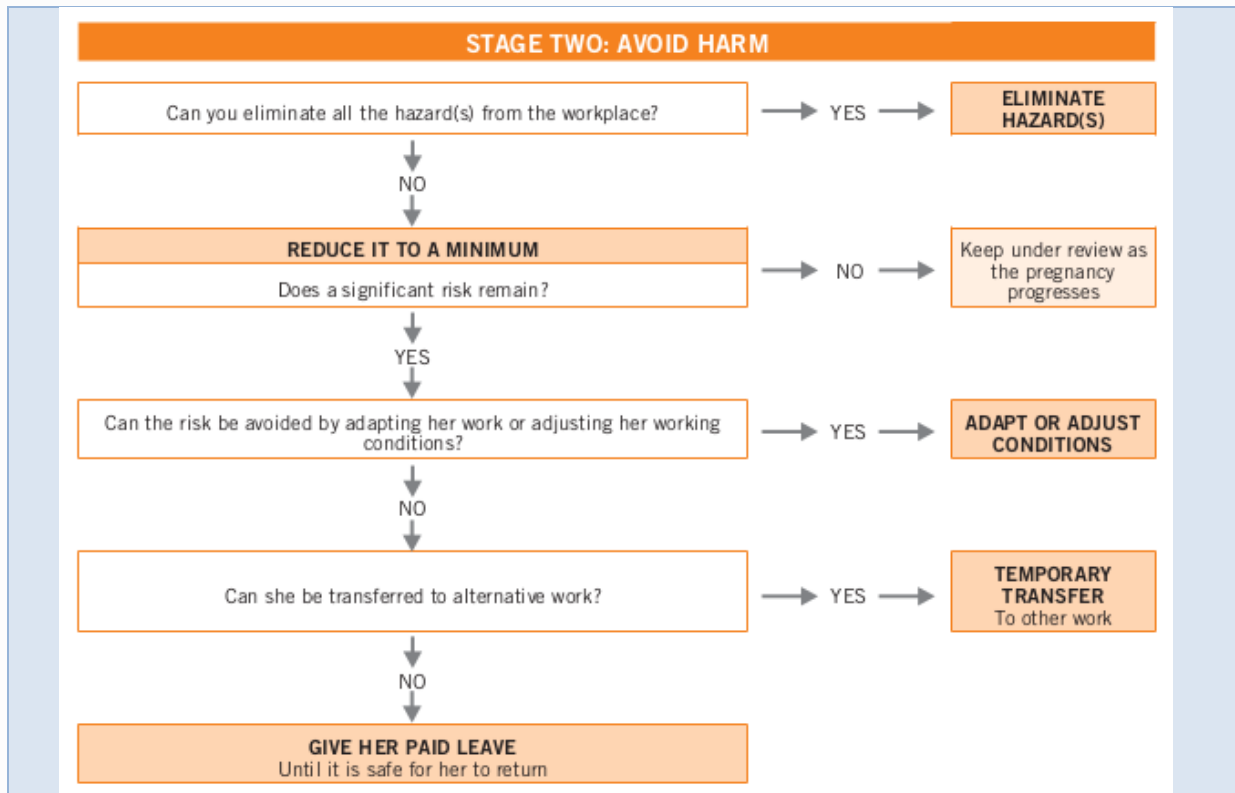 STAGE TWO: AVOID HARM
Can you eliminate all the hazard(s) from the workplace?
YES
ELIMINATE
HAZARD(S)
NO
REDUCE IT TO A MINIMUM
Does a significant risk remain?
NO
Keep under review as
the pregnancy
progresses
YES
Can the risk be avoided by adapting her work or adjusting her working
conditions?
YES
ADAPT OR ADJUST
CONDITIONS
NO
Can she be transferred to alternative work?
YES
TEMPORARY
TRANSFER
To other work
NO
GIVE HER PAID LEAVE
Until it is safe for her to return